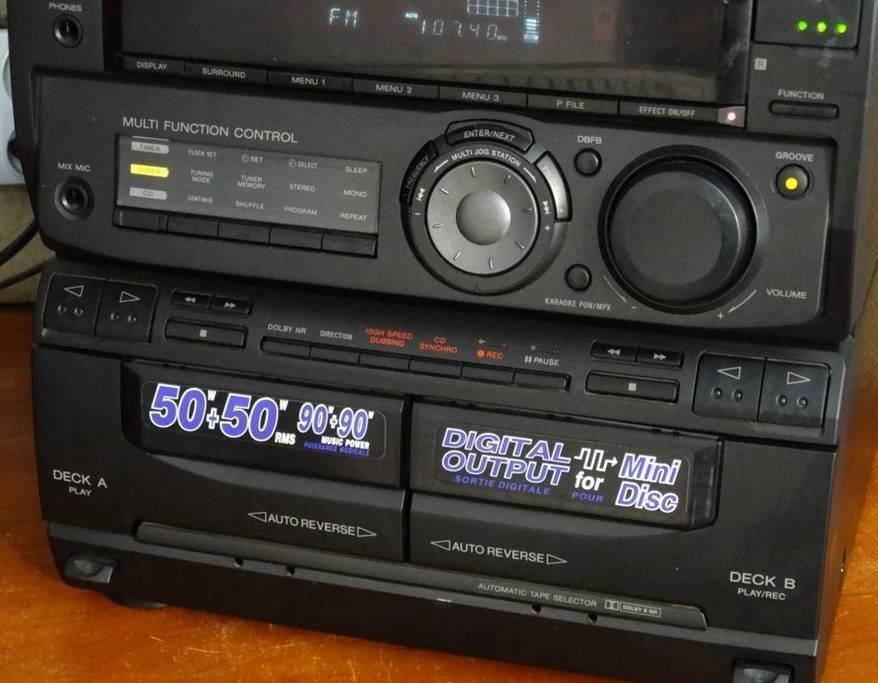 PHONES
FM
AUTO
107.40
DISPLAY
SURROUND
MENU 1
MENU 2
MENU 3
P FILE
EFFECT ON/OFF
FUNCTION
MULTI FUNCTION CONTROL
TIMER
CLOCK SET
SET
SELECT
SLEEP
TUNER
TUNING MODE
TUNER MEMORY
STEREO
MONO
CD
CONTINUE
SHUFFLE
PROGRAM
REPEAT
MIX MIC
ENTER/NEXT
MULTI JOG STATION
FREQUENCY
DBFB
GROOVE
KARAOKE PON/MPX
VOLUME
DOLBY NR
DIRECTION
HIGH SPEED
DUBBING
CD
SYNCHRO
REC
PAUSE
50W+50W RMS
90W+90W
MUSIC POWER
PUISSANCE MUSICALE
DIGITAL
OUTPUT for Mini Disc
SORTIE DIGITALE POUR
DECK A
PLAY
AUTO REVERSE
AUTO REVERSE
DECK B
PLAY/REC
AUTOMATIC TAPE SELECTOR
DOLBY B NR